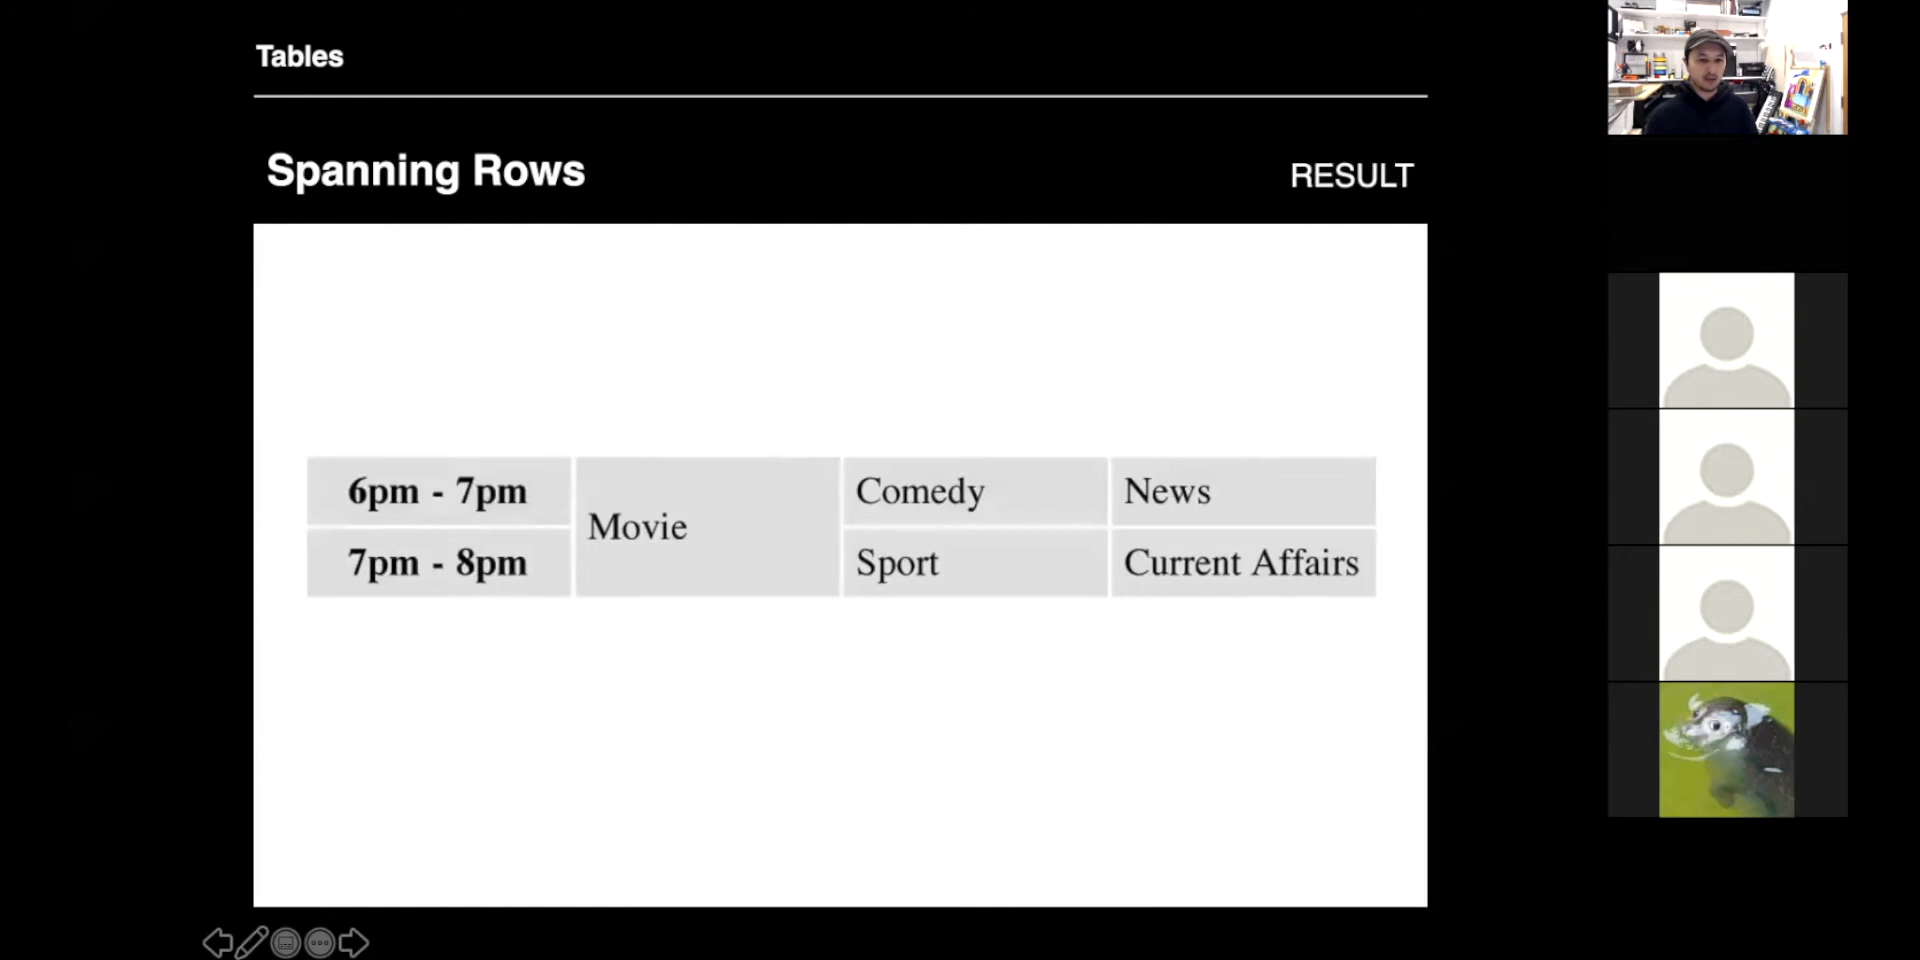 Tables
Spanning Rows
RESULT
6pm - 7pm
Movie
Comedy
News
7pm - 8pm
Sport
Current Affairs